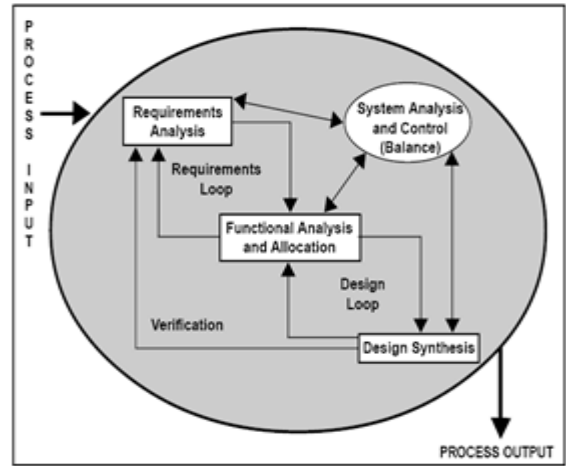 PROCESS INPUT
Requirements
Analysis
System Analysis
and Control
(Balance)
Requirements
Loop
Functional Analysis
and Allocation
Design
Loop
Verification
Design Synthesis
PROCESS OUTPUT